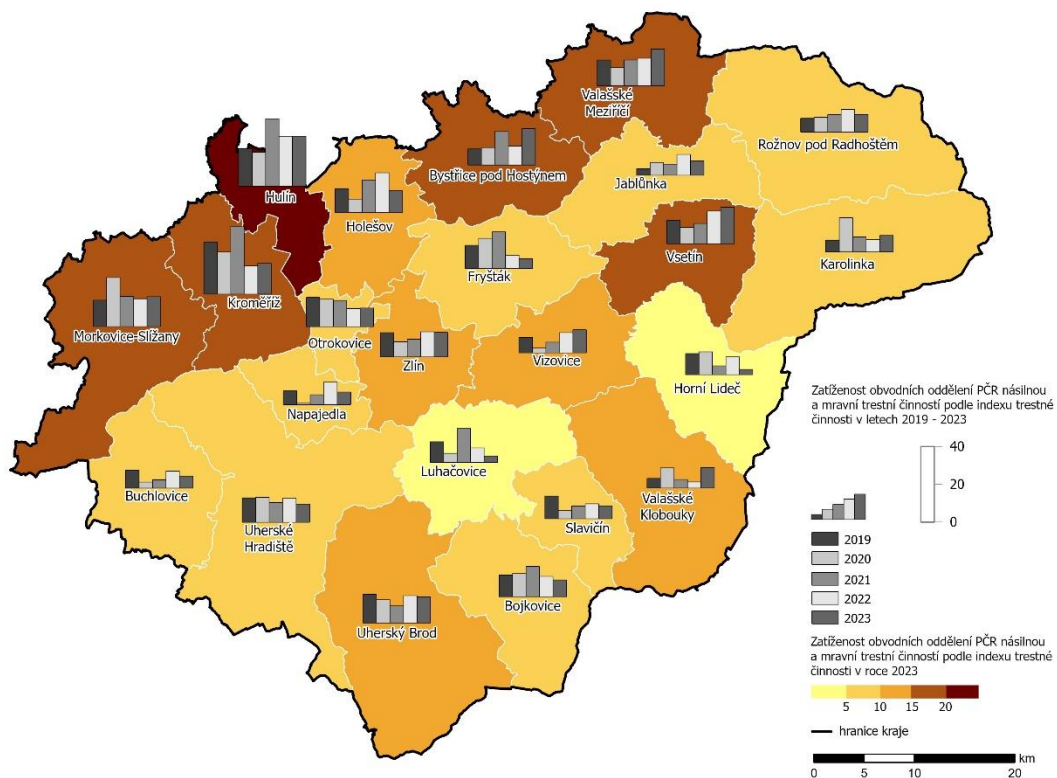 Valašské
Meziříčí
Rožnov pod Radhoštěm
Bystřice pod Hostýnem
Jablůnka
Hulín
Holešov
Vsetín
Karolinka
Fryšták
Kroměříž
Morkovice-Slížany
Otrokovice
Zlín
Vizovice
Horní Lideč
Napajedla
Luhačovice
Buchlovice
Uherské
Hradiště
Slavičín
Valašské
Klobouky
Bojkovice
Uherský Brod
Zatíženost obvodních oddělení PČR násilnou
a mravní trestní činností podle indexu trestné
činnosti v letech 2019 - 2023
40
20
0
2019
2020
2021
2022
2023
Zatíženost obvodních oddělení PČR násilnou
a mravní trestní činností podle indexu trestné
činnosti v roce 2023
5 10 15 20
hranice kraje
km
0 5 10 20